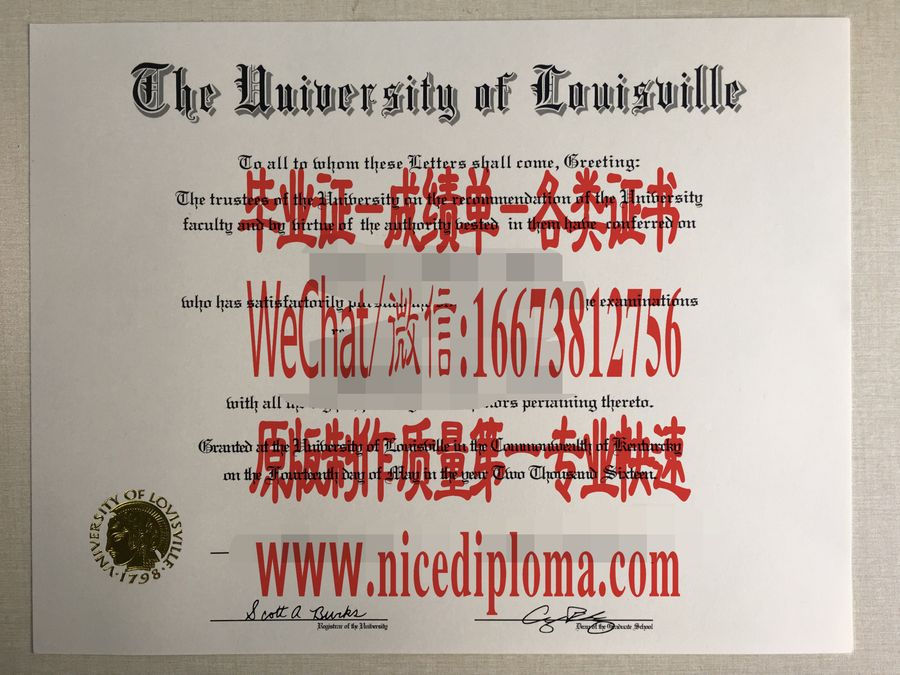 The University of Louisville
To all to whom these Letters shall come, Greeting:
毕业证-成绩单-各类证书
The trustees of the University on the recommendation of the University
faculty and by virtue of the authority vested in them have conferred on
WeChat/微信:16673812756
who has satisfactorily examinations
with all pertaining thereto.
原版制作质量第一专业快速
Granted at the University of Louisville in the Commonwealth of Kentucky
on the Fourteenth day of May in the year Two Thousand Sixteen.
UNIVERSITY OF LOUISVILLE
·1798·
www.nicediploma.com
Scott A Burks
Registrar of the University
Dean of the Graduate School